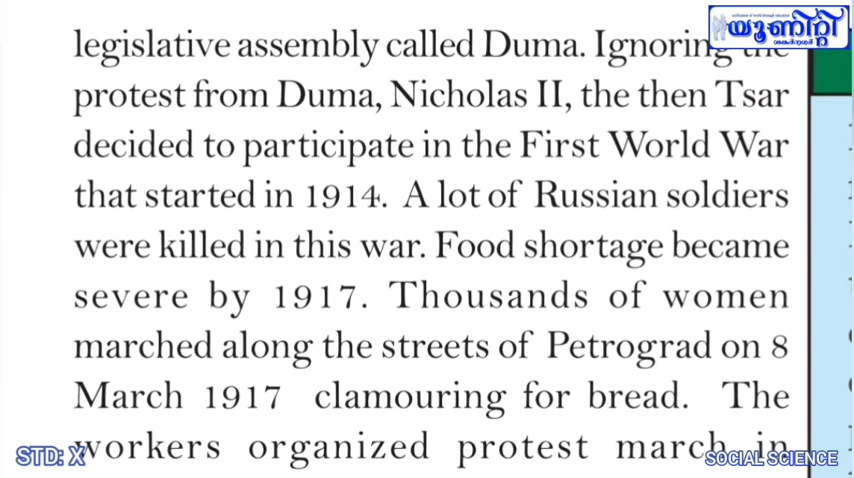 യൂണിറ്റി
legislative assembly called Duma. Ignoring the
protest from Duma, Nicholas II, the then Tsar
decided to participate in the First World War
that started in 1914. A lot of Russian soldiers
were killed in this war. Food shortage became
severe by 1917. Thousands of women
marched along the streets of Petrograd on 8
March 1917 clamouring for bread. The
workers organized protest march in
STD: X
SOCIAL SCIENCE